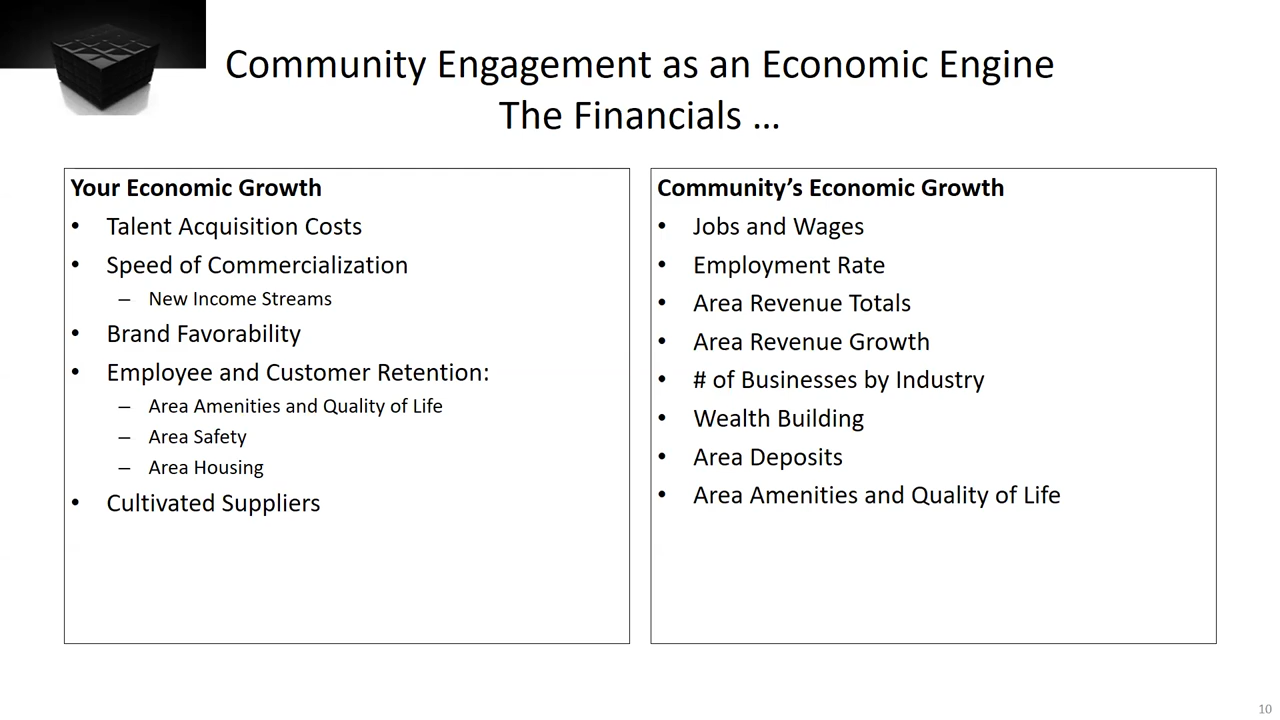 Community Engagement as an Economic Engine
The Financials ...
Your Economic Growth
• Talent Acquisition Costs
• Speed of Commercialization
– New Income Streams
• Brand Favorability
• Employee and Customer Retention:
– Area Amenities and Quality of Life
– Area Safety
– Area Housing
• Cultivated Suppliers
Community’s Economic Growth
• Jobs and Wages
• Employment Rate
• Area Revenue Totals
• Area Revenue Growth
• # of Businesses by Industry
• Wealth Building
• Area Deposits
• Area Amenities and Quality of Life
10